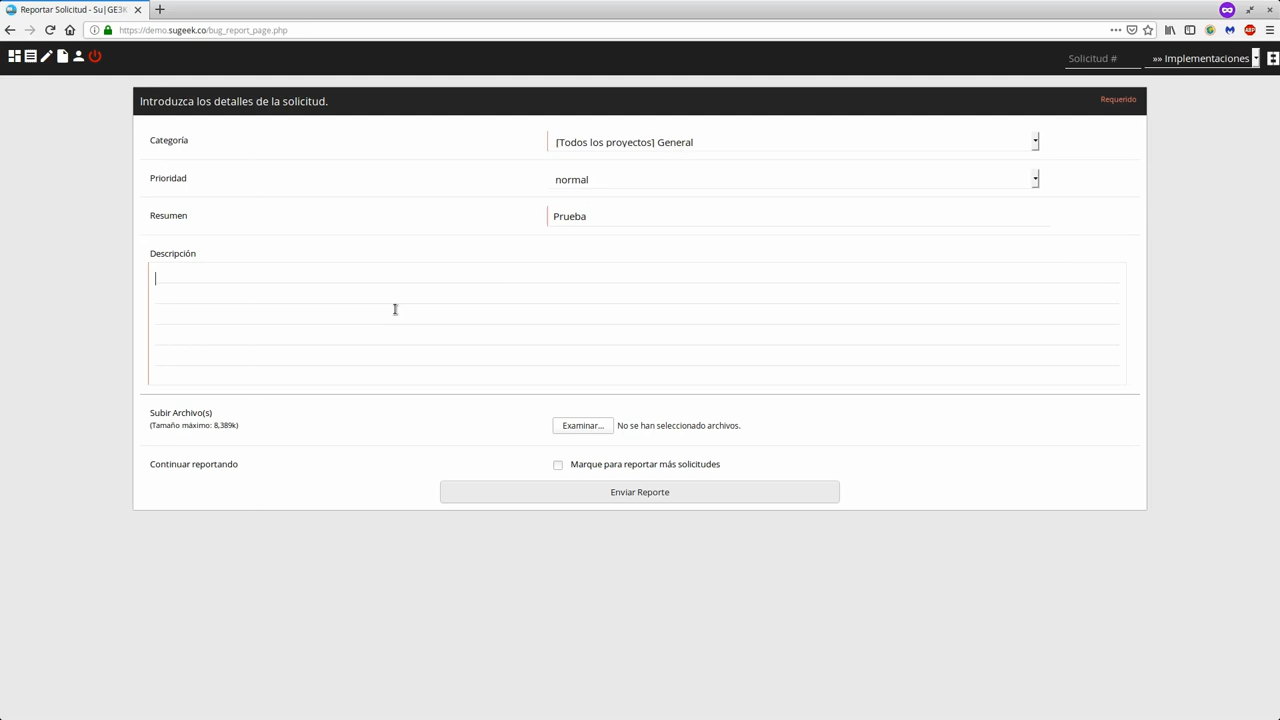 Reportar Solicitud - Su|GE3K
https://demo.sugeek.co/bug_report_page.php
Solicitud #
»» Implementaciones
Introduzca los detalles de la solicitud.
Requerido
Categoría
[Todos los proyectos] General
Prioridad
normal
Resumen
Prueba
Descripción
Subir Archivo(s)
(Tamaño máximo: 8,389k)
Examinar...
No se han seleccionado archivos.
Continuar reportando
Marque para reportar más solicitudes
Enviar Reporte